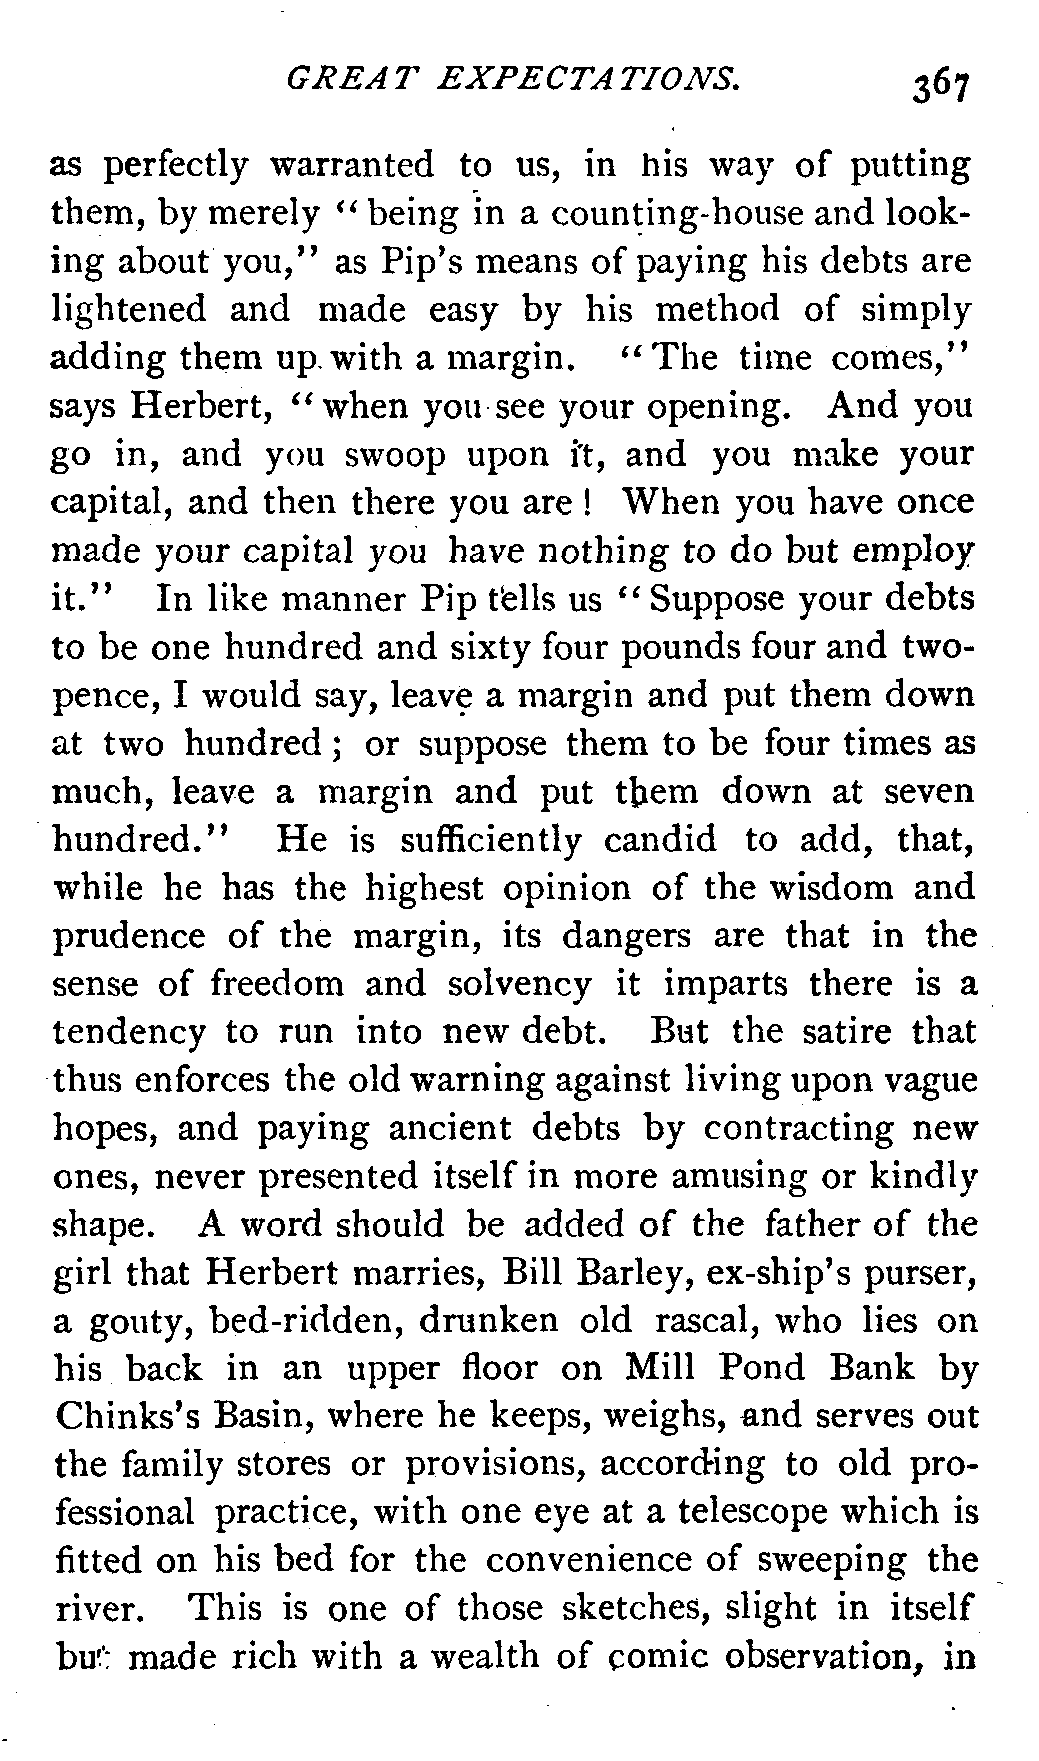 GREAT EXPECTATIONS. 367
as perfectly warranted to us, in his way of putting
them, by merely “ being in a counting-house and look-
ing about you,” as Pip's means of paying his debts are
lightened and made easy by his method of simply
adding them up with a margin. “ The time comes,”
says Herbert, “ when you see your opening. And you
go in, and you swoop upon it, and you make your
capital, and then there you are ! When you have once
made your capital you have nothing to do but employ
it.” In like manner Pip tells us “ Suppose your debts
to be one hundred and sixty four pounds four and two-
pence, I would say, leave a margin and put them down
at two hundred ; or suppose them to be four times as
much, leave a margin and put them down at seven
hundred.” He is sufficiently candid to add, that,
while he has the highest opinion of the wisdom and
prudence of the margin, its dangers are that in the
sense of freedom and solvency it imparts there is a
tendency to run into new debt. But the satire that
thus enforces the old warning against living upon vague
hopes, and paying ancient debts by contracting new
ones, never presented itself in more amusing or kindly
shape. A word should be added of the father of the
girl that Herbert marries, Bill Barley, ex-ship's purser,
a gouty, bed-ridden, drunken old rascal, who lies on
his back in an upper floor on Mill Pond Bank by
Chinks's Basin, where he keeps, weighs, and serves out
the family stores or provisions, according to old pro-
fessional practice, with one eye at a telescope which is
fitted on his bed for the convenience of sweeping the
river. This is one of those sketches, slight in itself
but made rich with a wealth of comic observation, in